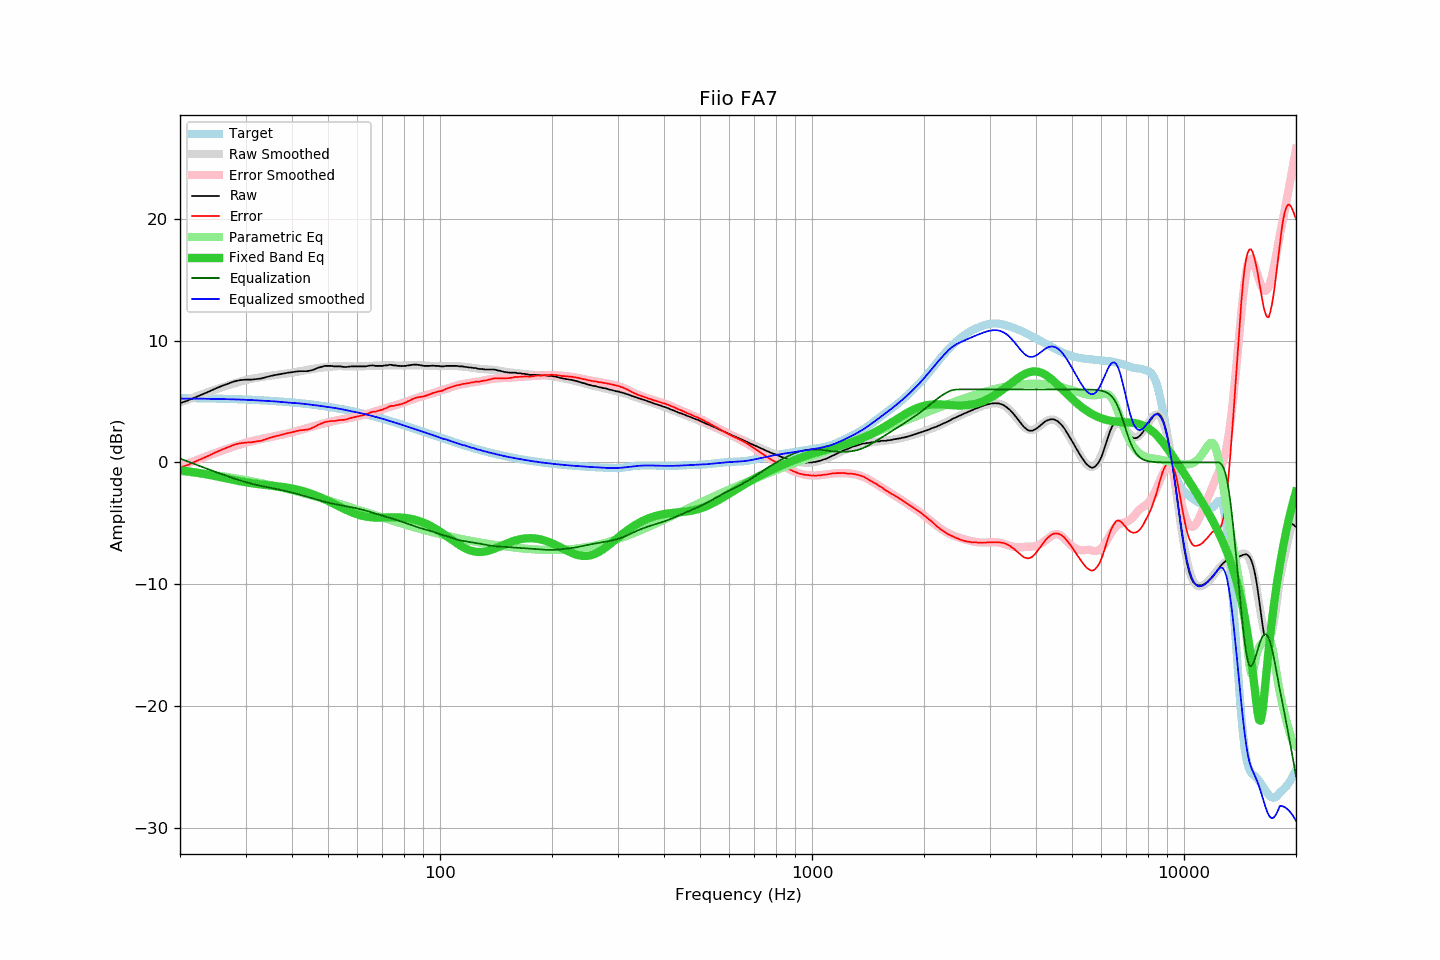 Fiio FA7
Target
Raw Smoothed
Error Smoothed
Raw
Error
Parametric Eq
Fixed Band Eq
Equalization
Equalized smoothed
Amplitude (dBr)
20
10
0
−10
−20
−30
100
1000
10000
Frequency (Hz)